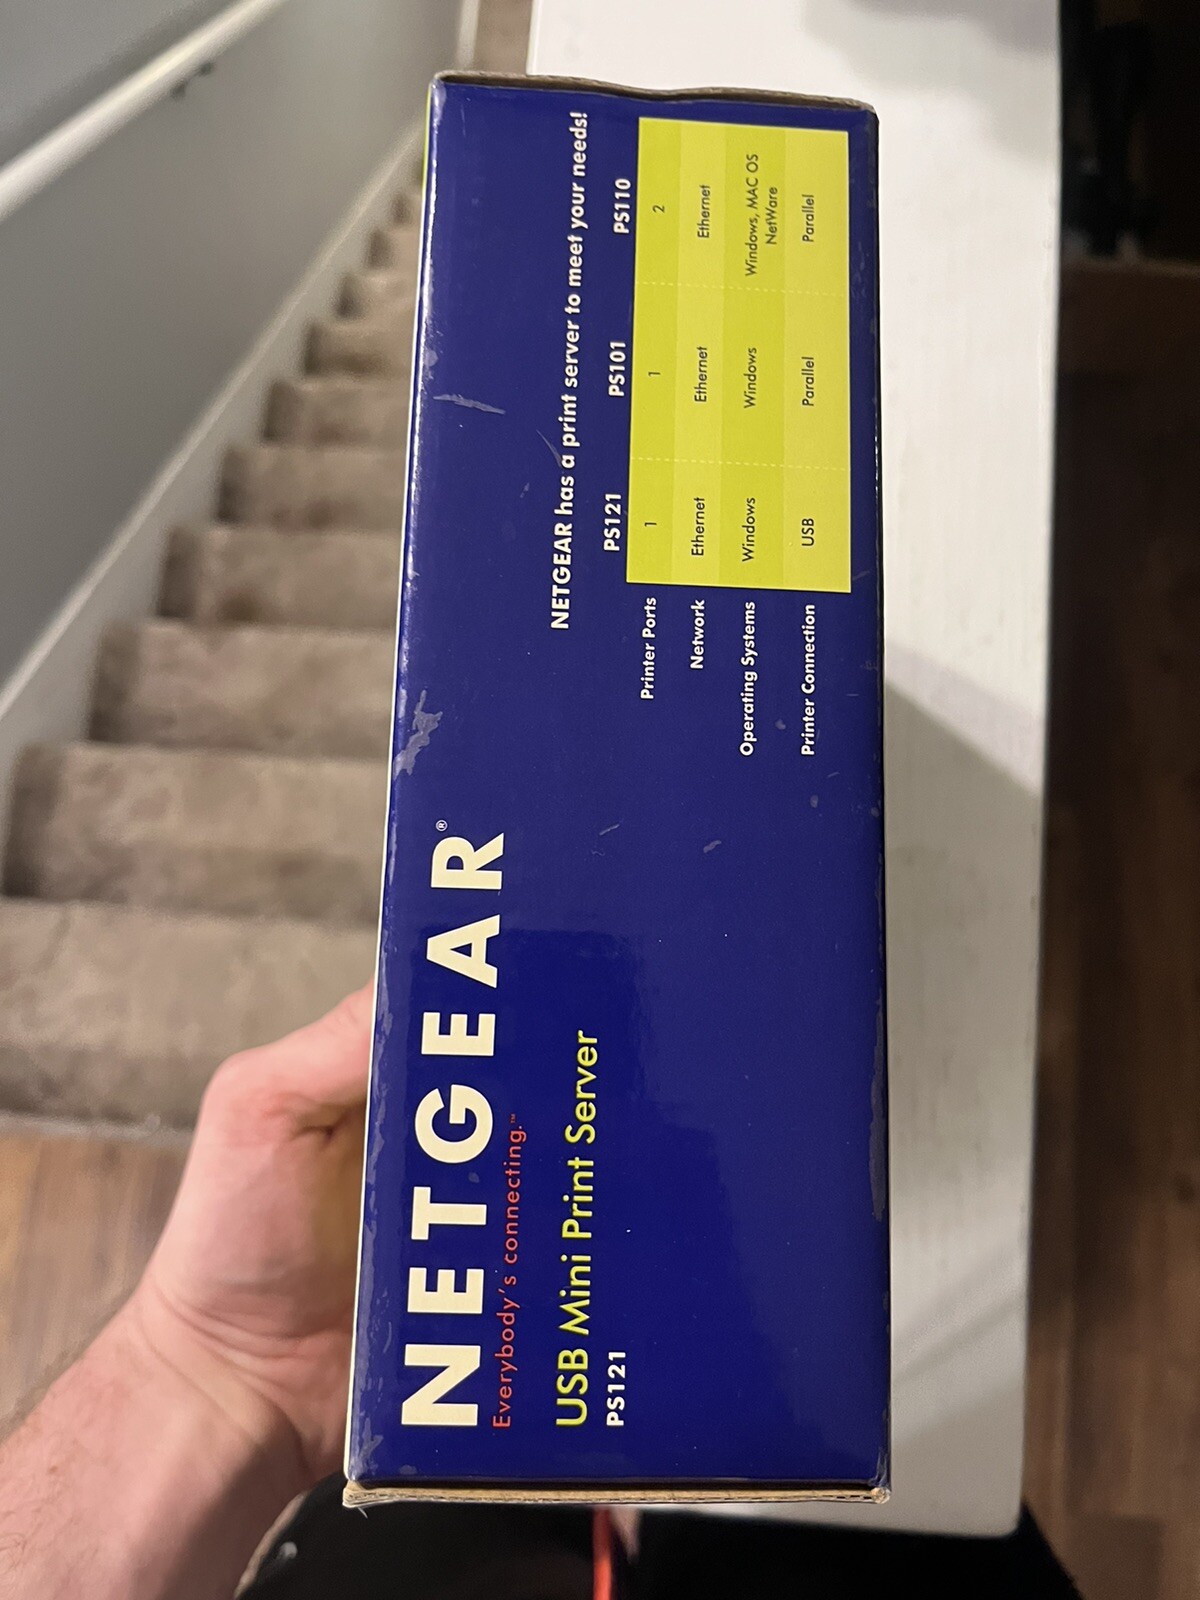 NETGEAR®
Everybody's connecting.™
USB Mini Print Server
PS121
NETGEAR has a print server to meet your needs!
PS121 PS101 PS110
Printer Ports 1 1 2
Network Ethernet Ethernet Ethernet
Operating Systems Windows Windows Windows, MAC OS
NetWare
Printer Connection USB Parallel Parallel